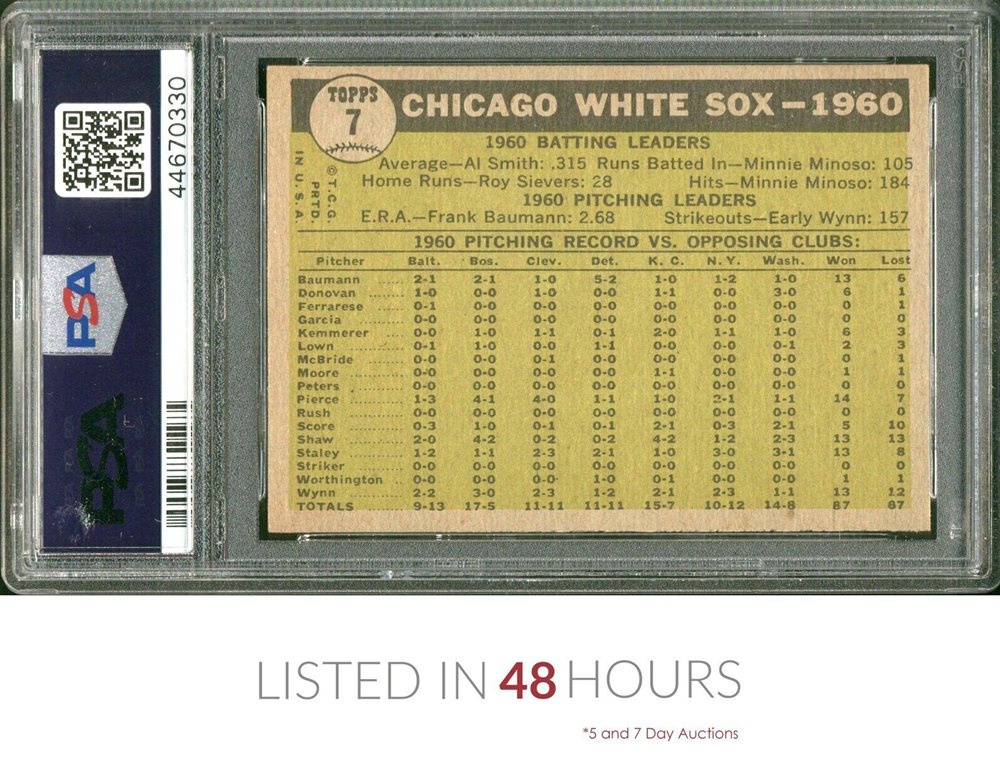 44670330
PSA
PSA
TOPPS
7
CHICAGO WHITE SOX—1960
1960 BATTING LEADERS
Average—Al Smith: .315 Runs Batted In—Minnie Minoso: 105
Home Runs—Roy Sievers: 28 Hits—Minnie Minoso: 184
1960 PITCHING LEADERS
E.R.A.—Frank Baumann: 2.68 Strikeouts—Early Wynn: 157
© T.C.G.
PRTD.
IN U.S.A.
1960 PITCHING RECORD VS. OPPOSING CLUBS:
Pitcher Balt. Bos. Clev. Det. K. C. N. Y. Wash. Won Lost
Baumann 2-1 2-1 1-0 5-2 1-0 1-2 1-0 13 6
Donovan 1-0 0-0 1-0 0-0 1-1 0-0 3-0 6 1
Ferrarese 0-1 0-0 0-0 0-0 0-0 0-0 0-0 0 1
Garcia 0-0 0-0 0-0 0-0 0-0 0-0 0-0 0 0
Kemmerer 0-0 1-0 1-1 0-1 2-0 1-1 1-0 6 3
Lown 0-1 1-0 0-0 1-1 0-0 0-0 0-1 2 3
McBride 0-0 0-0 0-1 0-0 0-0 0-0 0-0 0 1
Moore 0-0 0-0 0-0 0-0 1-1 0-0 0-0 1 1
Peters 0-0 0-0 0-0 0-0 0-0 0-0 0-0 0 0
Pierce 1-3 4-1 4-0 1-1 1-0 2-1 1-1 14 7
Rush 0-0 0-0 0-0 0-0 0-0 0-0 0-0 0 0
Score 0-3 1-0 0-1 0-1 2-1 0-3 2-1 5 10
Shaw 2-0 4-2 0-2 0-2 4-2 1-2 2-3 13 13
Staley 1-2 1-1 2-3 2-1 1-0 3-0 3-1 13 8
Striker 0-0 0-0 0-0 0-0 0-0 0-0 0-0 0 0
Worthington 0-0 0-0 0-0 1-0 0-1 0-0 0-0 1 1
Wynn 2-2 3-0 2-3 1-2 2-1 2-3 1-1 13 12
TOTALS 9-13 17-5 11-11 11-11 15-7 10-12 14-8 87 67
LISTED IN 48 HOURS
*5 and 7 Day Auctions